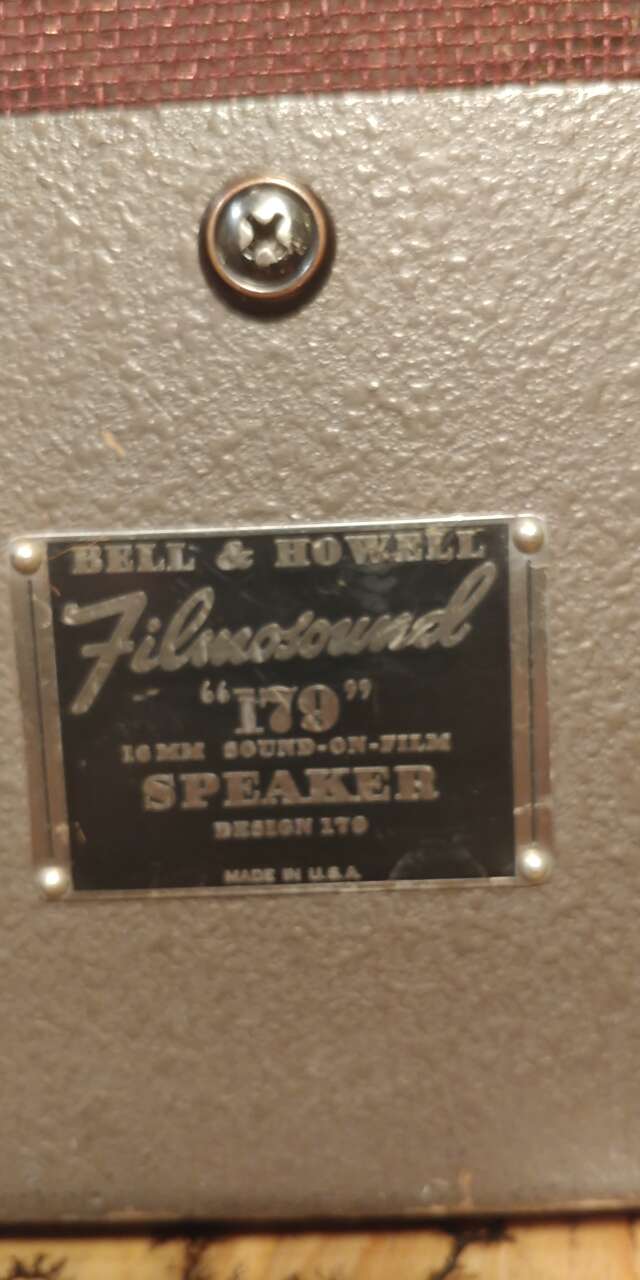 BELL & HOWELL
Filmosound
“179”
16MM SOUND-ON-FILM
SPEAKER
DESIGN 179
MADE IN U.S.A.